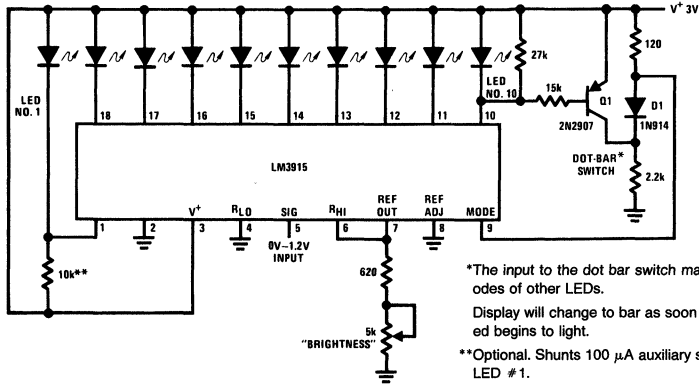 V+ 3V
LED NO. 1
LED NO. 10
27k
15k
120
Q1
2N2907
D1
1N914
DOT-BAR*
SWITCH
2.2k
18 17 16 15 14 13 12 11 10
LM3915
V+ RLO SIG RHI REF OUT REF ADJ MODE
1 2 3 4 5 6 7 8 9
0V–1.2V
INPUT
10k**
620
5k
"BRIGHTNESS"
*The input to the dot bar switch ma
odes of other LEDs.
Display will change to bar as soon
ed begins to light.
**Optional. Shunts 100 μA auxiliary s
LED #1.